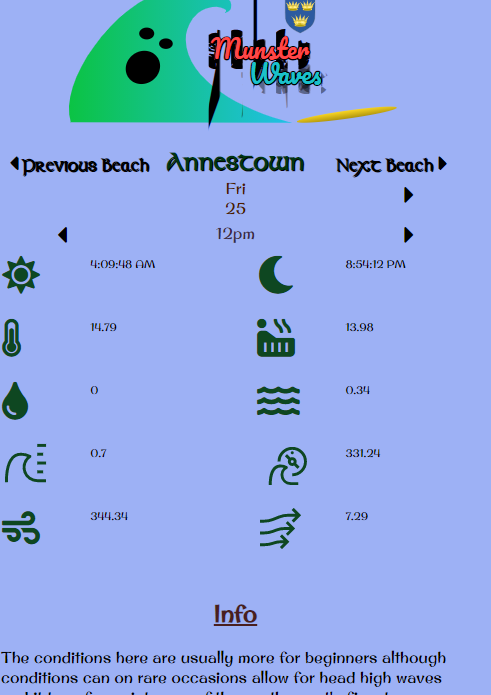 Munster
Waves
Previous Beach Annestown Next Beach
Fri
25
12pm
4:09:48 AM 8:54:12 PM
14.79 13.98
0 0.34
0.7 331.24
344.34 7.29
Info
The conditions here are usually more for beginners although
conditions can on rare occasions allow for head high waves